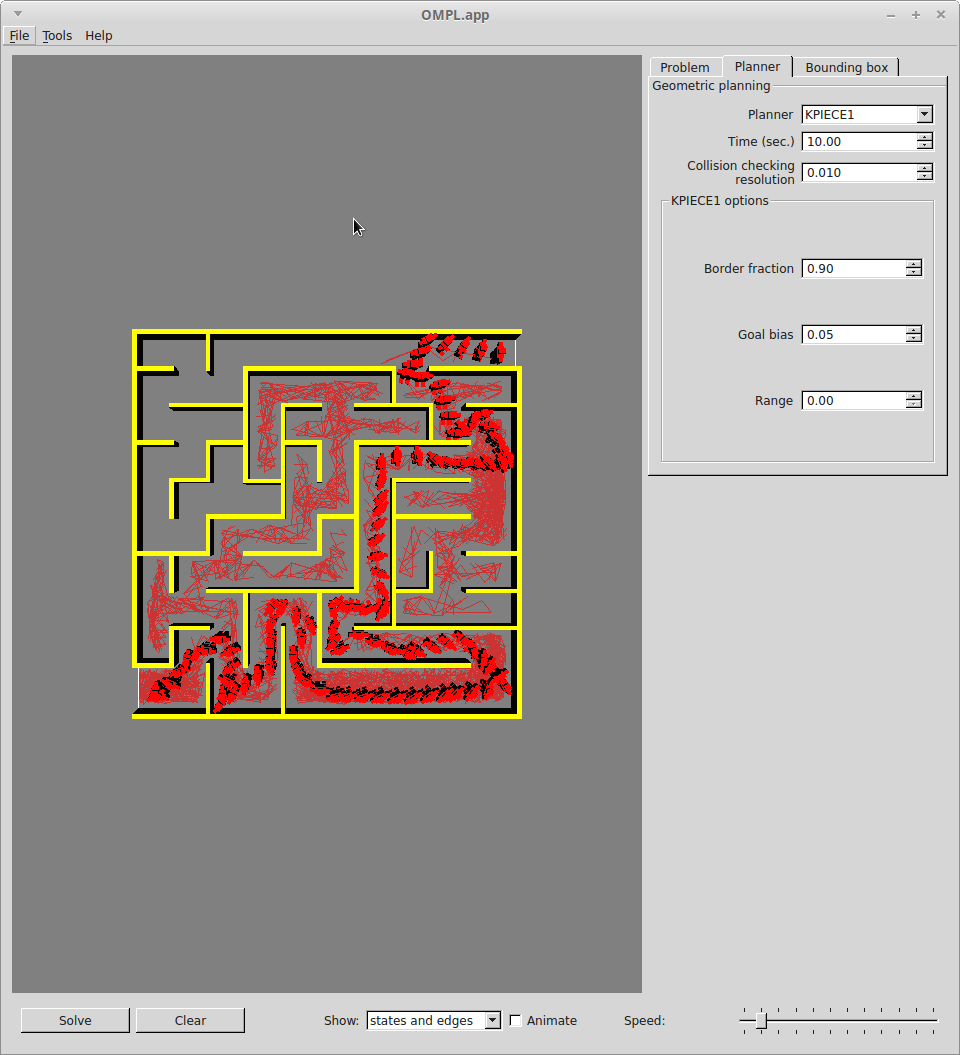 OMPL.app
File Tools Help
Problem Planner Bounding box
Geometric planning
Planner KPIECE1
Time (sec.) 10.00
Collision checking
resolution 0.010
KPIECE1 options
Border fraction 0.90
Goal bias 0.05
Range 0.00
Solve Clear Show: states and edges Animate Speed: